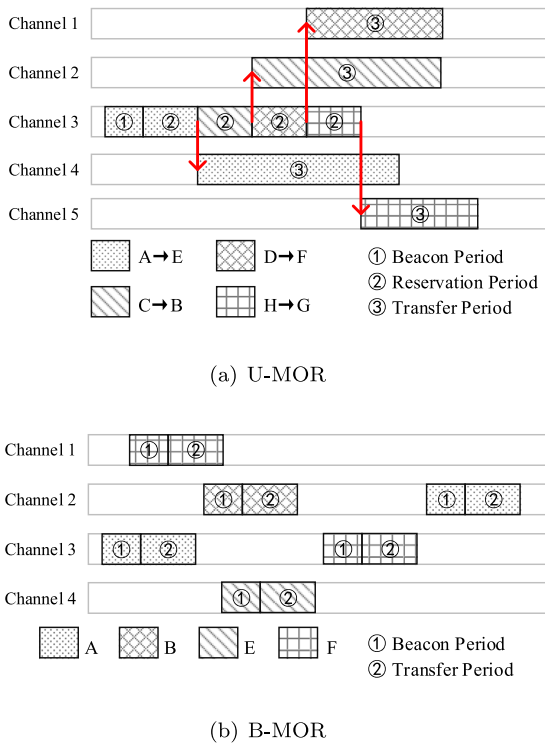 Channel 1 ③
Channel 2 ③
Channel 3 ① ② ② ② ②
Channel 4 ③
Channel 5 ③
A→E D→F ① Beacon Period
② Reservation Period
C→B H→G ③ Transfer Period
(a) U-MOR
Channel 1 ① ②
Channel 2 ① ② ① ②
Channel 3 ① ② ① ②
Channel 4 ① ②
A B E F ① Beacon Period
② Transfer Period
(b) B-MOR